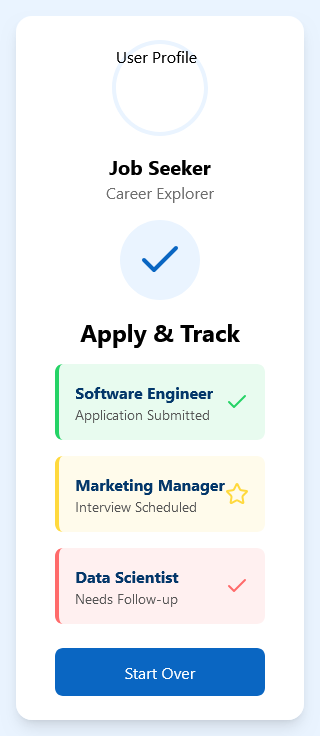 User Profile
Job Seeker
Career Explorer
Apply & Track
Software Engineer
Application Submitted
Marketing Manager
Interview Scheduled
Data Scientist
Needs Follow-up
Start Over